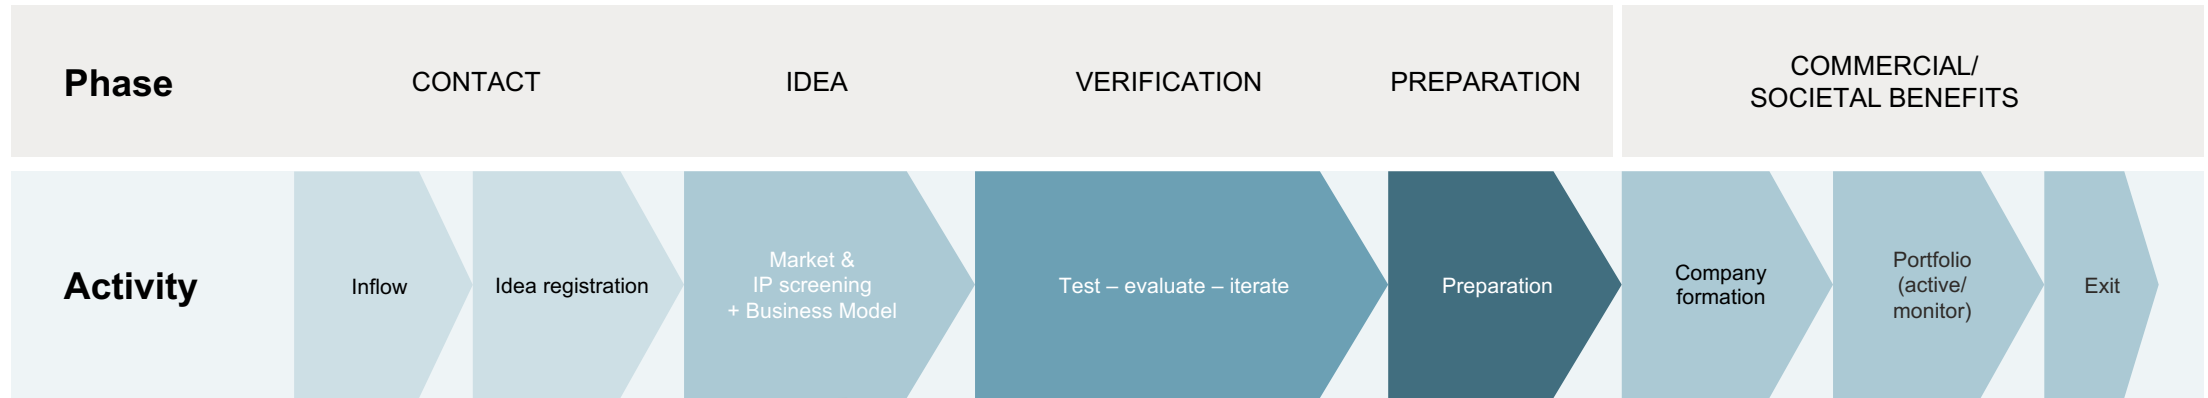 Phase
CONTACT
IDEA
VERIFICATION
PREPARATION
COMMERCIAL/
SOCIETAL BENEFITS
Activity
Inflow
Idea registration
Market &
IP screening
+ Business Model
Test – evaluate – iterate
Preparation
Company
formation
Portfolio
(active/
monitor)
Exit